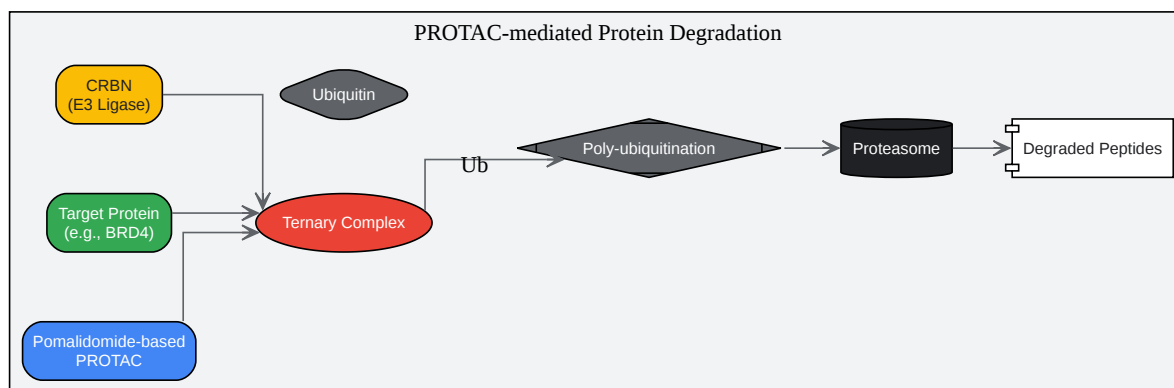 PROTAC-mediated Protein Degradation
CRBN
(E3 Ligase)
Ubiquitin
Poly-ubiquitination
Proteasome
Degraded Peptides
Ub
Target Protein
(e.g., BRD4)
Ternary Complex
Pomalidomide-based
PROTAC